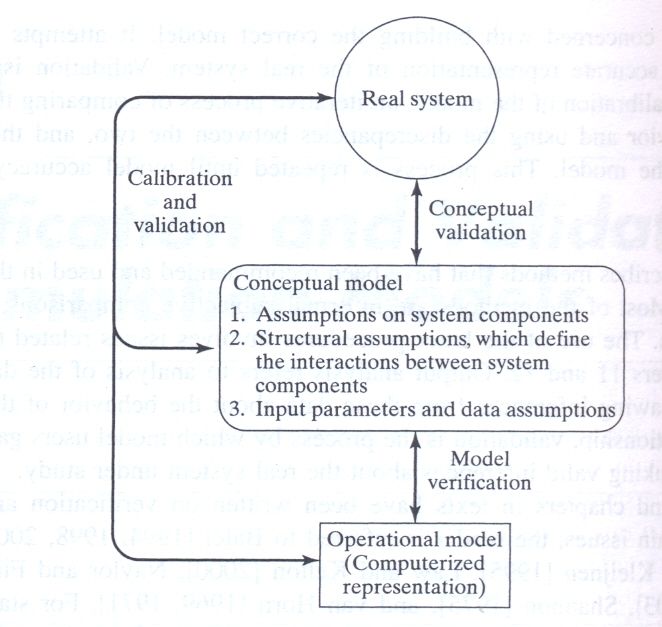 Real system
Calibration
and
validation
Conceptual
validation
Conceptual model
1. Assumptions on system components
2. Structural assumptions, which define
the interactions between system
components
3. Input parameters and data assumptions
Model
verification
Operational model
(Computerized
representation)